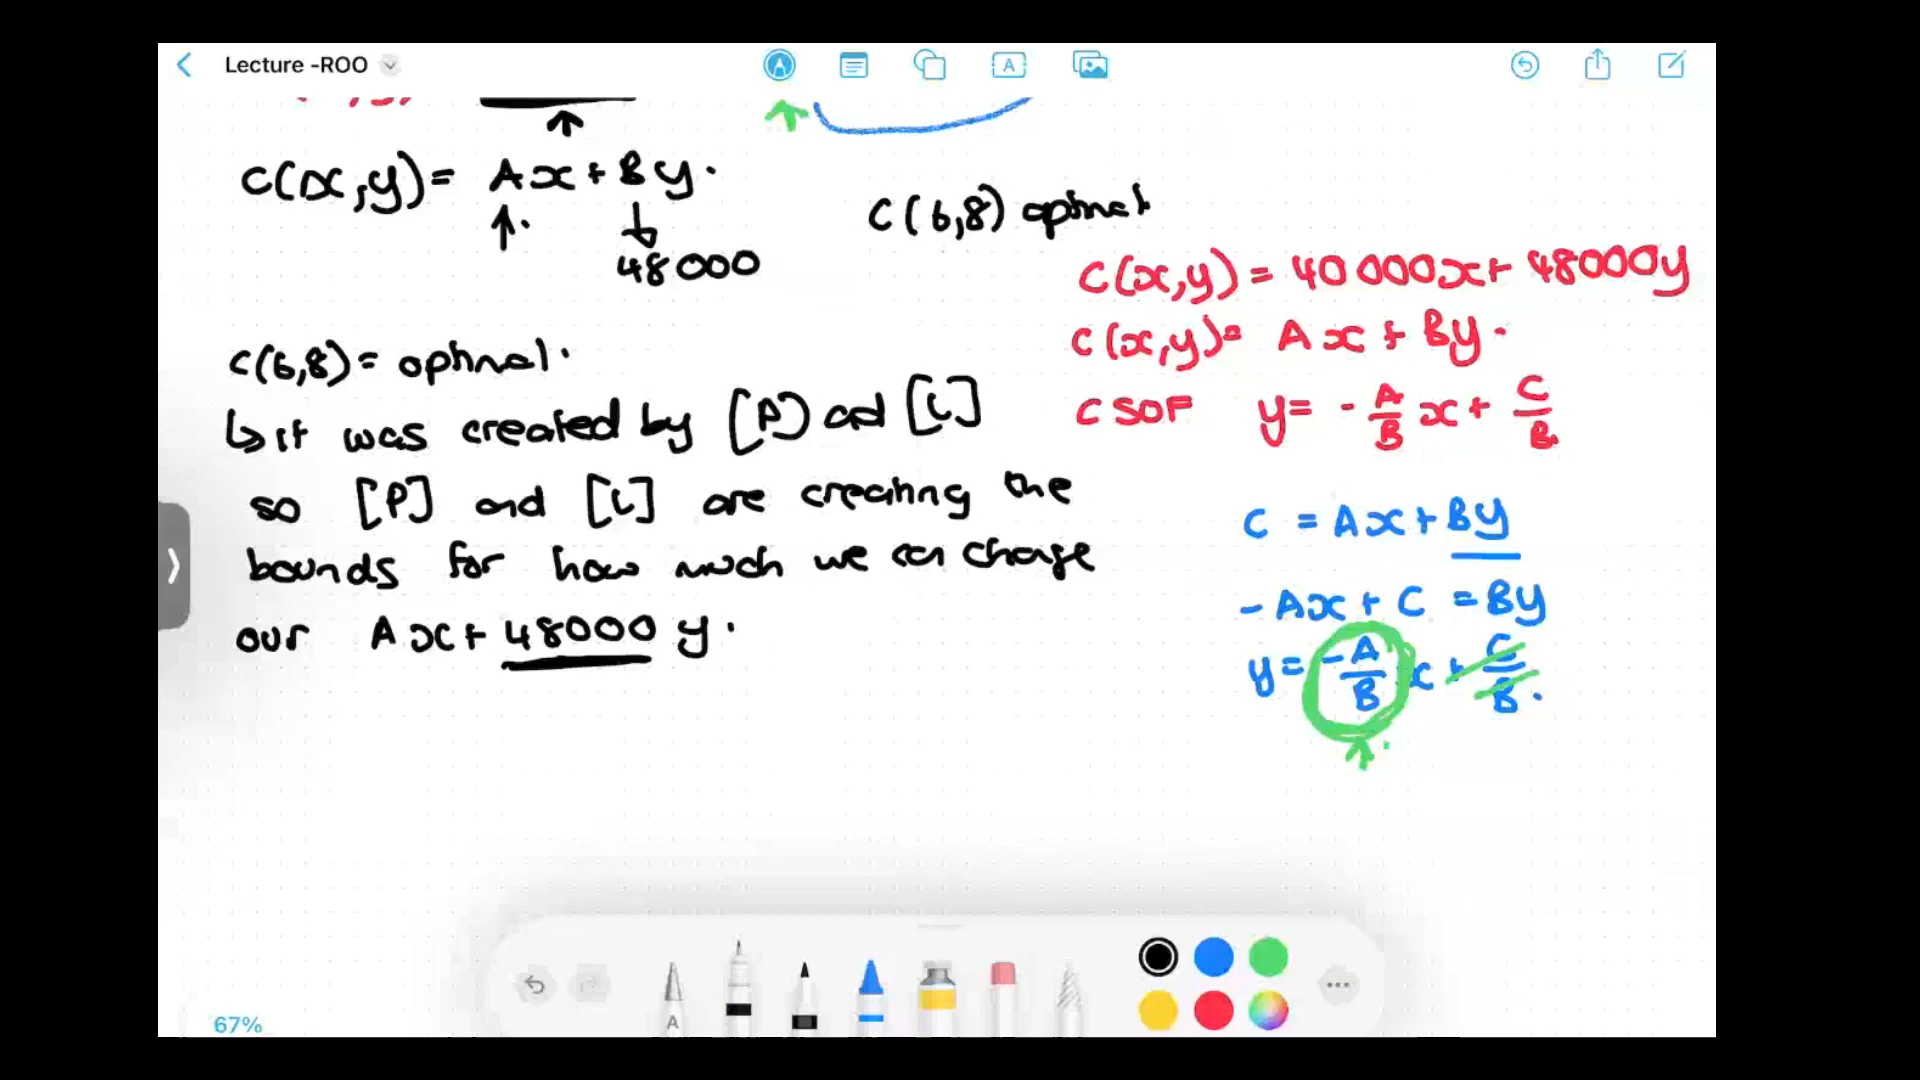 Lecture -ROO
C(x,y)= Ax+By.
48000
C(6,8) optimal
C(x,y)= 40 000x+ 48000y
C(x,y)= Ax+By.
C(6,8)= optimal.
CSOF y= -A/B x+ C/B
↳ it was created by [P] and [L]
so [P] and [L] are creating the
bounds for how much we can change
our Ax+ 48000 y.
C = Ax+By
-Ax+ C = By
y= -A/B x+ C/B.
67%